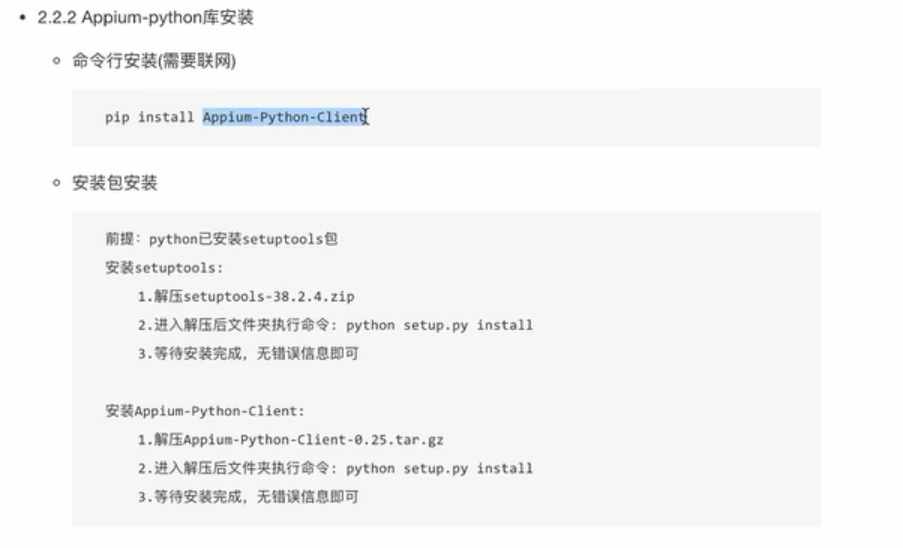 2.2.2 Appium-python库安装
命令行安装(需要联网)
pip install Appium-Python-Client
安装包安装
前提：python已安装setuptools包
安装setuptools:
1.解压setuptools-38.2.4.zip
2.进入解压后文件夹执行命令: python setup.py install
3.等待安装完成，无错误信息即可
安装Appium-Python-Client:
1.解压Appium-Python-Client-0.25.tar.gz
2.进入解压后文件夹执行命令: python setup.py install
3.等待安装完成，无错误信息即可